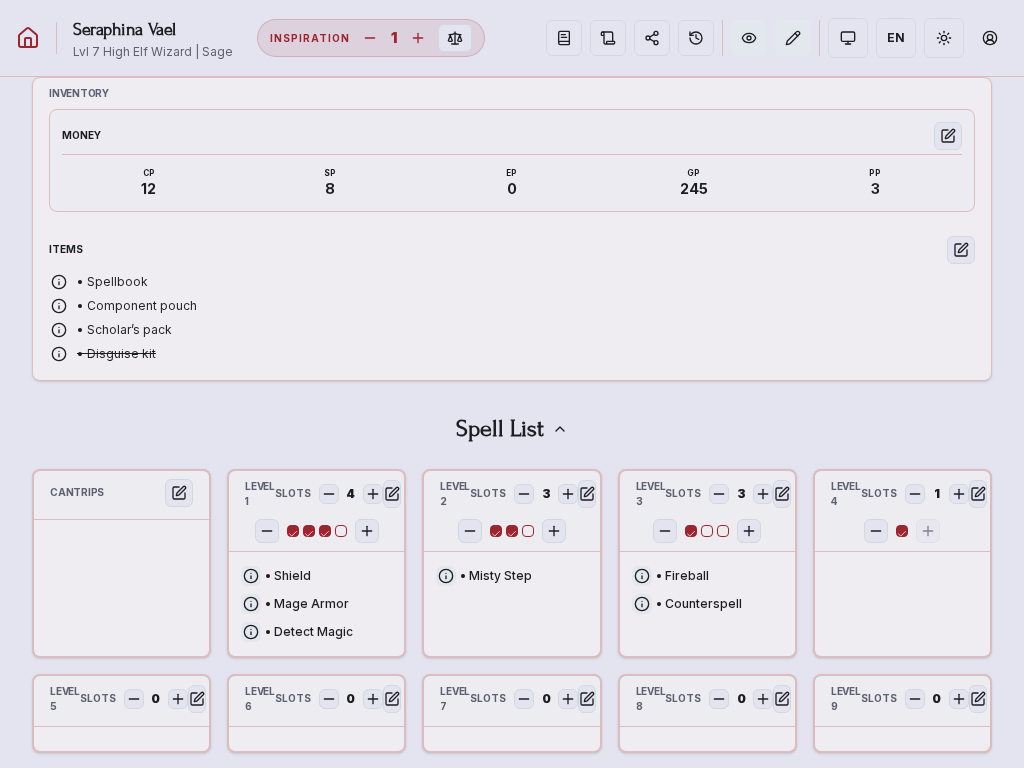 Seraphina Vael
Lvl 7 High Elf Wizard | Sage
INSPIRATION 1
EN
INVENTORY
MONEY
CP SP EP GP PP
12 8 0 245 3
ITEMS
• Spellbook
• Component pouch
• Scholar's pack
• Disguise kit
Spell List
CANTRIPS
LEVEL 1 SLOTS 4
• Shield
• Mage Armor
• Detect Magic
LEVEL 2 SLOTS 3
• Misty Step
LEVEL 3 SLOTS 3
• Fireball
• Counterspell
LEVEL 4 SLOTS 1
LEVEL 5 SLOTS 0
LEVEL 6 SLOTS 0
LEVEL 7 SLOTS 0
LEVEL 8 SLOTS 0
LEVEL 9 SLOTS 0